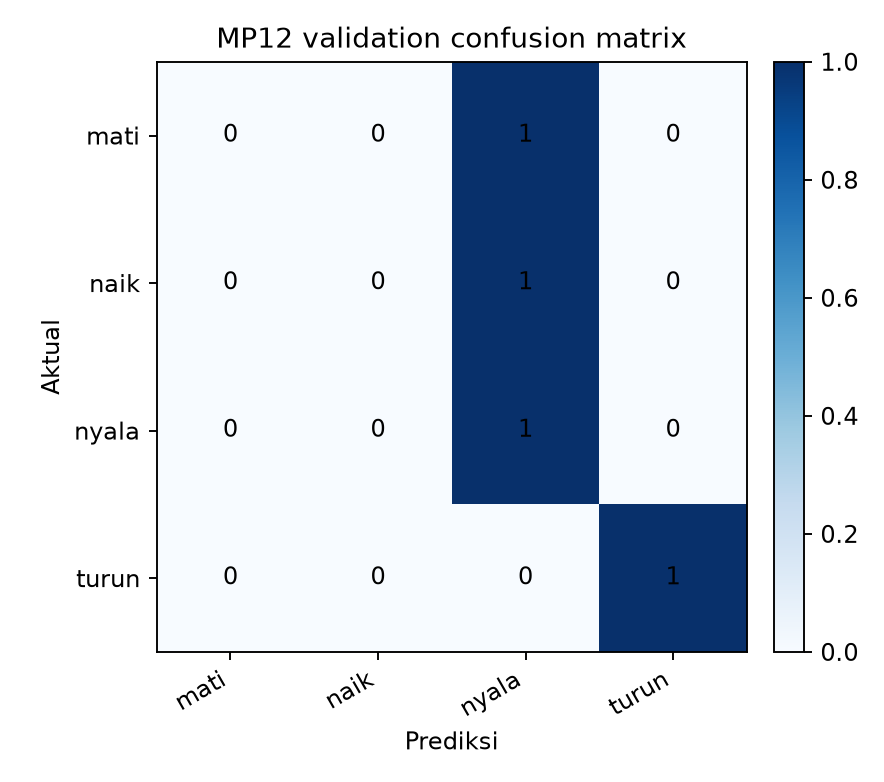 MP12 validation confusion matrix
1.0
mati 0 0 1 0
0.8
naik 0 0 1 0
0.6
Aktual
0.4
nyala 0 0 1 0
0.2
turun 0 0 0 1
0.0
mati naik nyala turun
Prediksi